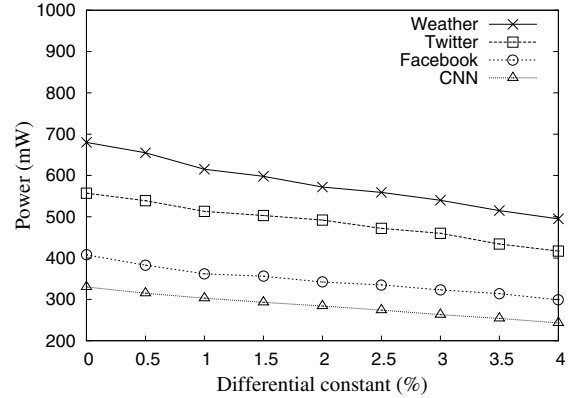 1000
900
800
700
600
500
400
300
200
Power (mW)
Weather
Twitter
Facebook
CNN
0 0.5 1 1.5 2 2.5 3 3.5 4
Differential constant (%)